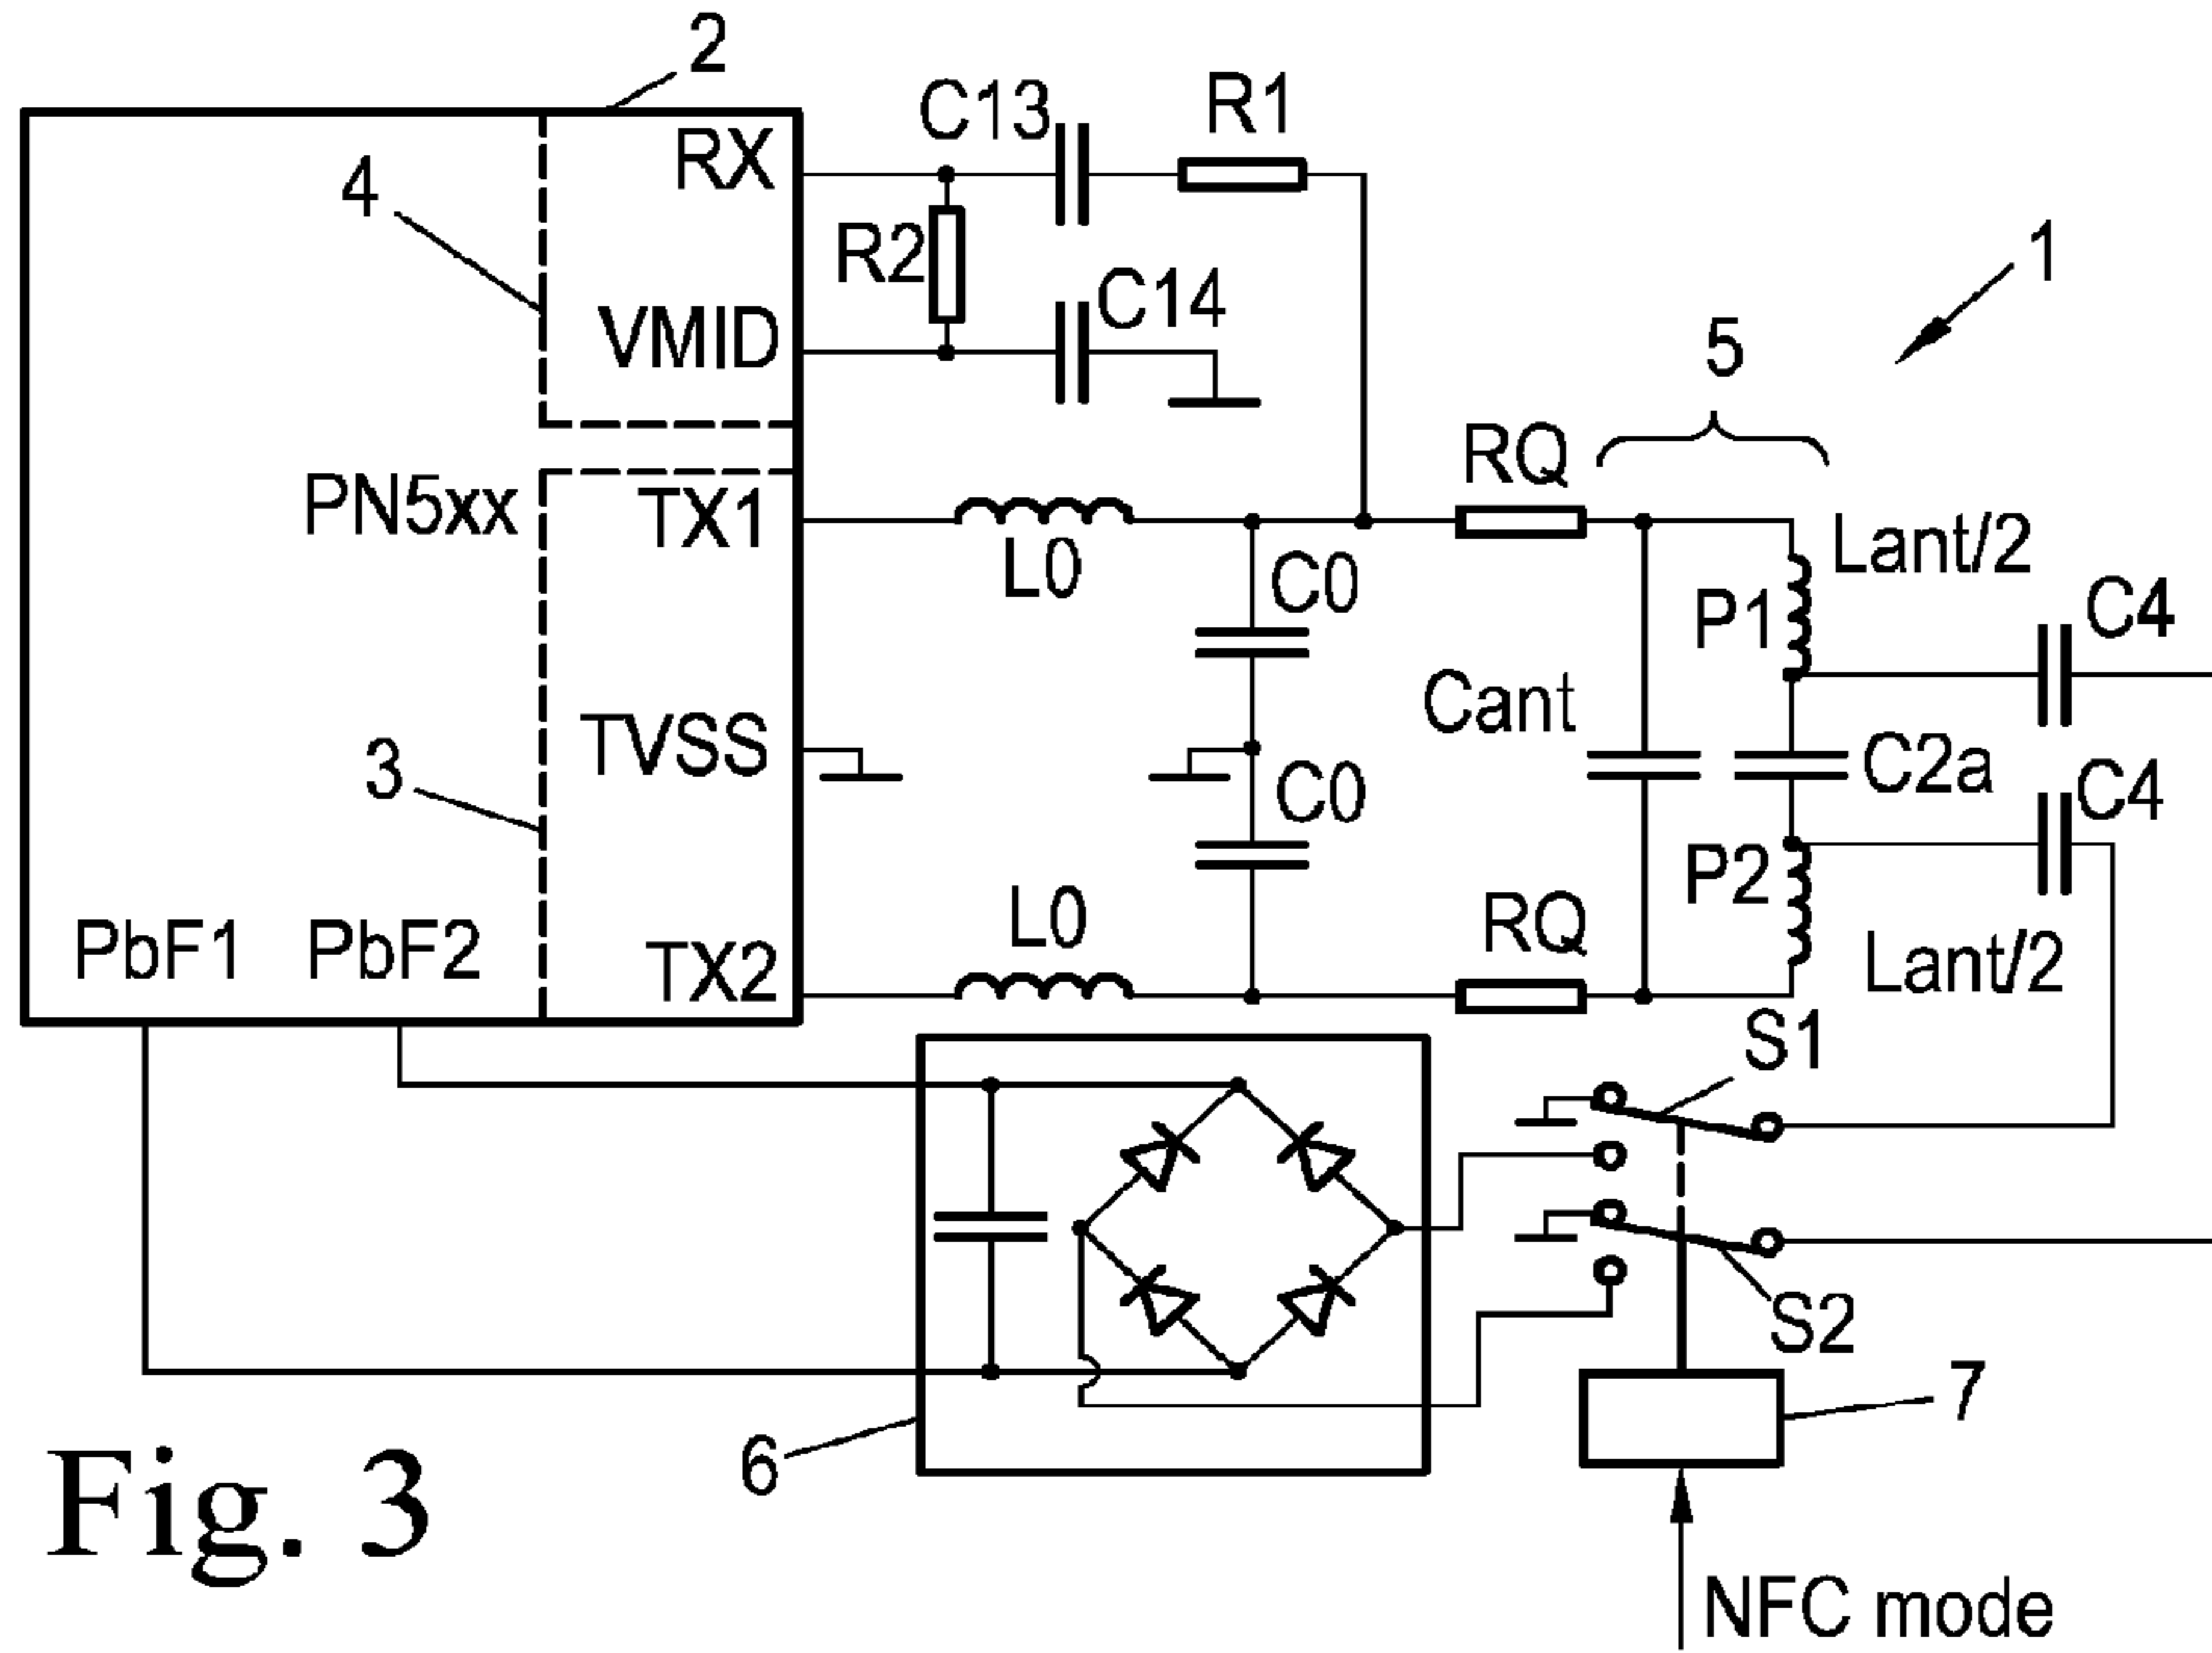 2
C13
R1
RX
4
R2
C14
VMID
1
5
RQ
PN5xx
TX1
Lant/2
L0
C0
P1
C4
Cant
TVSS
C2a
3
C0
C4
P2
L0
RQ
PbF1
PbF2
TX2
Lant/2
S1
S2
7
6
Fig. 3
NFC mode